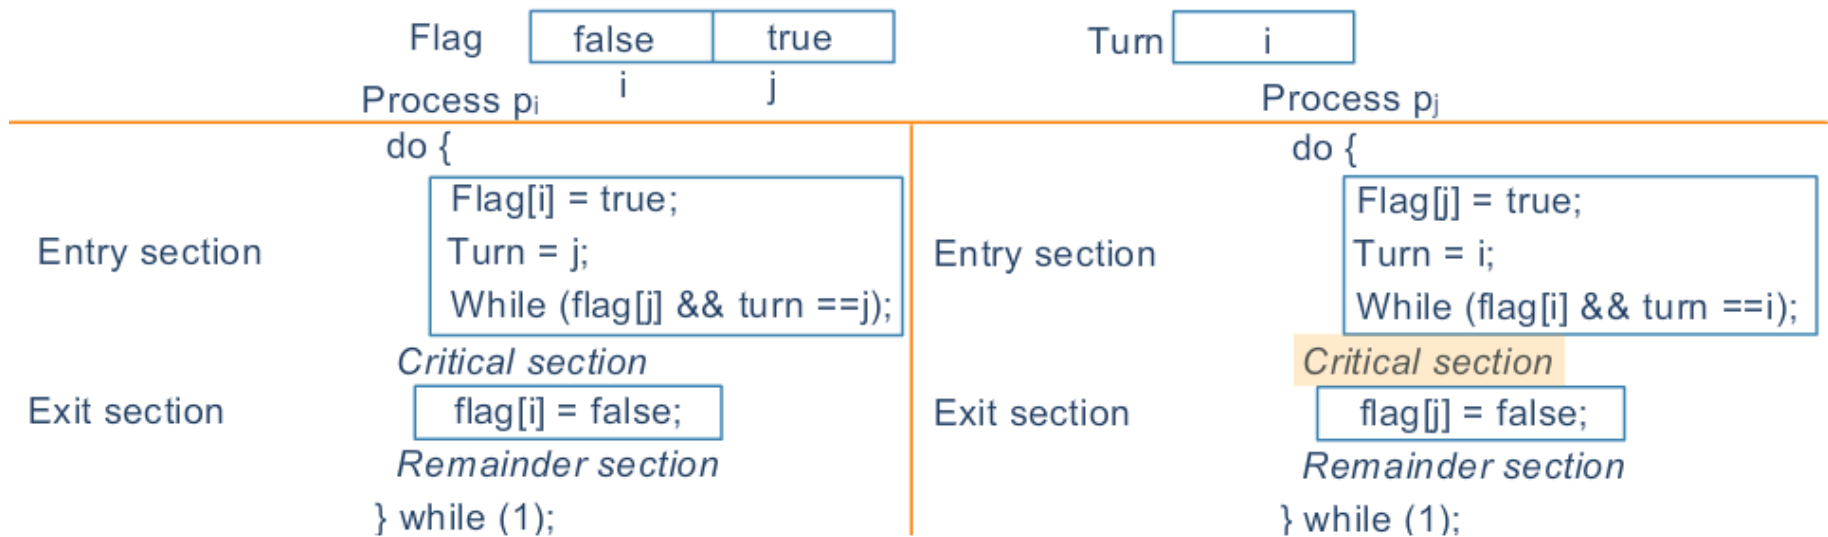 Flag false true Turn i
i j
Process pi Process pj
do { do {
Flag[i] = true; Flag[j] = true;
Entry section Turn = j; Entry section Turn = i;
While (flag[j] && turn ==j); While (flag[i] && turn ==i);
Critical section Critical section
Exit section flag[i] = false; Exit section flag[j] = false;
Remainder section Remainder section
} while (1); } while (1);